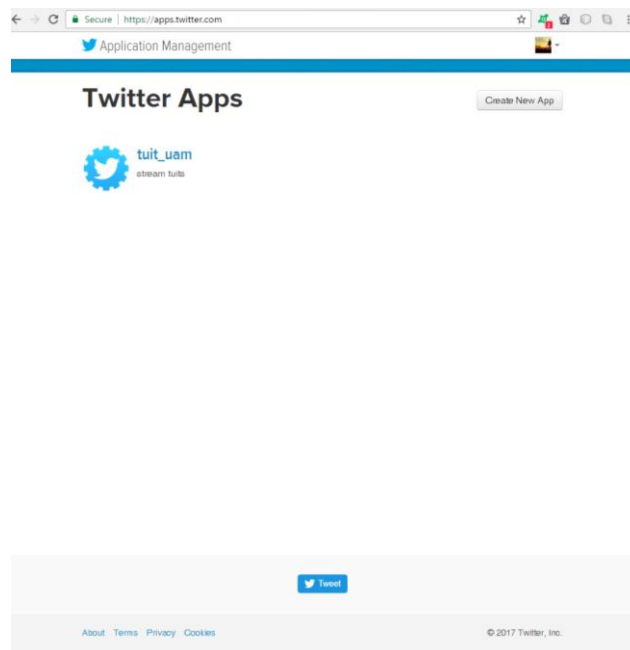 Secure | https://apps.twitter.com
Application Management
Twitter Apps
Create New App
tuit_uam
stream tuits
Tweet
About Terms Privacy Cookies
© 2017 Twitter, Inc.